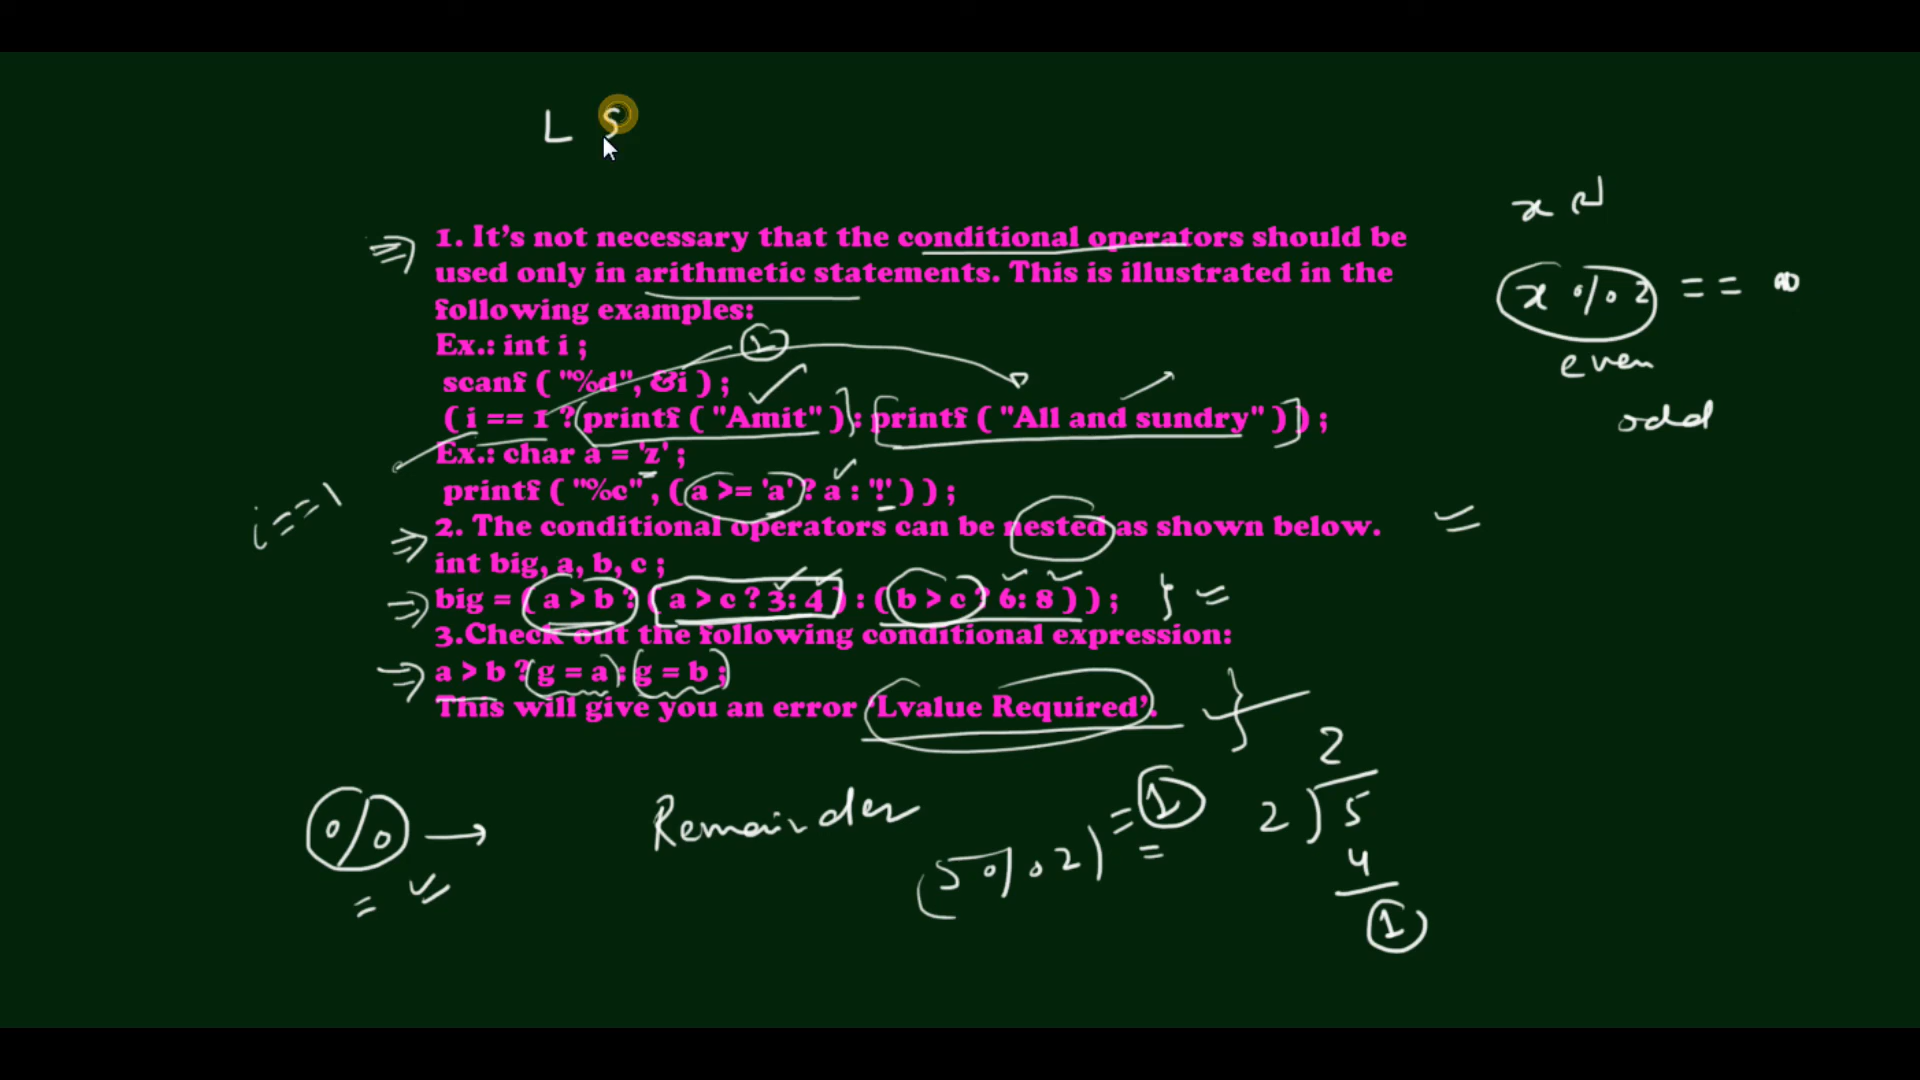 L S
1. It's not necessary that the conditional operators should be
used only in arithmetic statements. This is illustrated in the
following examples:
Ex.: int i ;
1
scanf ( "%d", &i ) ;
( i == 1 ? printf ( "Amit" ) : printf ( "All and sundry" ) ) ;
Ex.: char a = 'z' ;
printf ( "%c" , ( a >= 'a' ? a : '!' ) ) ;
2. The conditional operators can be nested as shown below.
int big, a, b, c ;
big = ( a > b ? ( a > c ? 3: 4 ) : ( b > c ? 6: 8 ) ) ;
3.Check out the following conditional expression:
a > b ? g = a : g = b ;
This will give you an error 'Lvalue Required'.
i==1
x
x % 2 ==
even
odd
% → Remainder
(5 % 2) = 1
2
2 ) 5
4
1